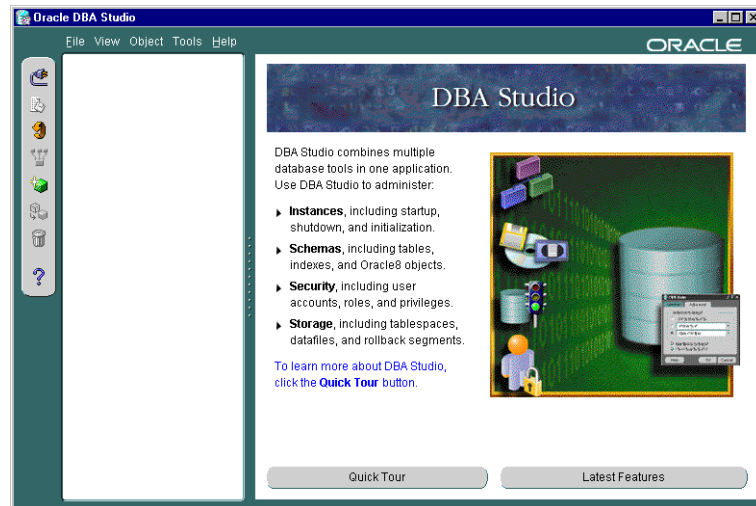 Oracle DBA Studio
File View Object Tools Help
ORACLE
DBA Studio
DBA Studio combines multiple
database tools in one application.
Use DBA Studio to administer:
Instances, including startup,
shutdown, and initialization.
Schemas, including tables,
indexes, and Oracle8 objects.
Security, including user
accounts, roles, and privileges.
Storage, including tablespaces,
datafiles, and rollback segments.
To learn more about DBA Studio,
click the Quick Tour button.
Quick Tour
Latest Features